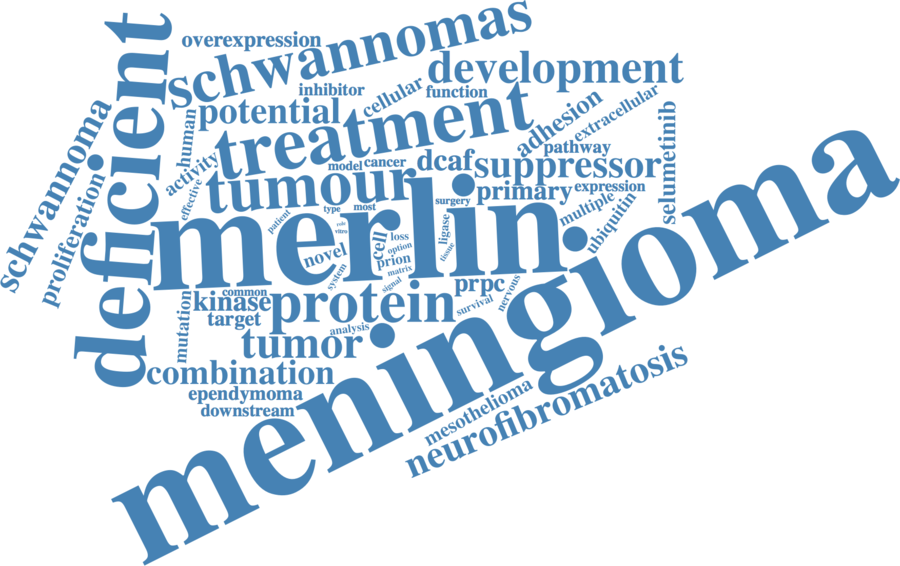 overexpression
schwannomas
deficient
inhibitor
cellular
function
development
potential
treatment
adhesion
extracellular
schwannoma
proliferation
human
activity
effective
model
cancer
dcaf
pathway
suppressor
selumetinib
tumour
primary
expression
merlin
surgery
multiple
ubiquitin
patient
type
most
role
vitro
cell
loss
option
ligase
tissue
novel
prion
matrix
system
signal
prpc
nervous
mutation
common
kinase
target
protein
survival
analysis
tumor
combination
ependymoma
downstream
meningioma
mesothelioma
neurofibromatosis